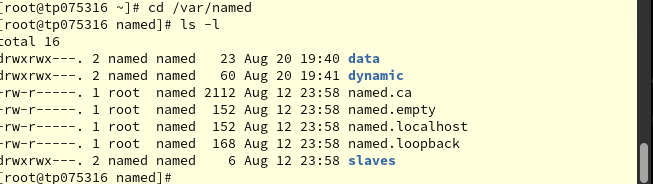 [root@tp075316 ~]# cd /var/named
[root@tp075316 named]# ls -l
total 16
drwxrwx---. 2 named named   23 Aug 20 19:40 data
drwxrwx---. 2 named named   60 Aug 20 19:41 dynamic
-rw-r-----. 1 root  named 2112 Aug 12 23:58 named.ca
-rw-r-----. 1 root  named  152 Aug 12 23:58 named.empty
-rw-r-----. 1 root  named  152 Aug 12 23:58 named.localhost
-rw-r-----. 1 root  named  168 Aug 12 23:58 named.loopback
drwxrwx---. 2 named named    6 Aug 12 23:58 slaves
[root@tp075316 named]#